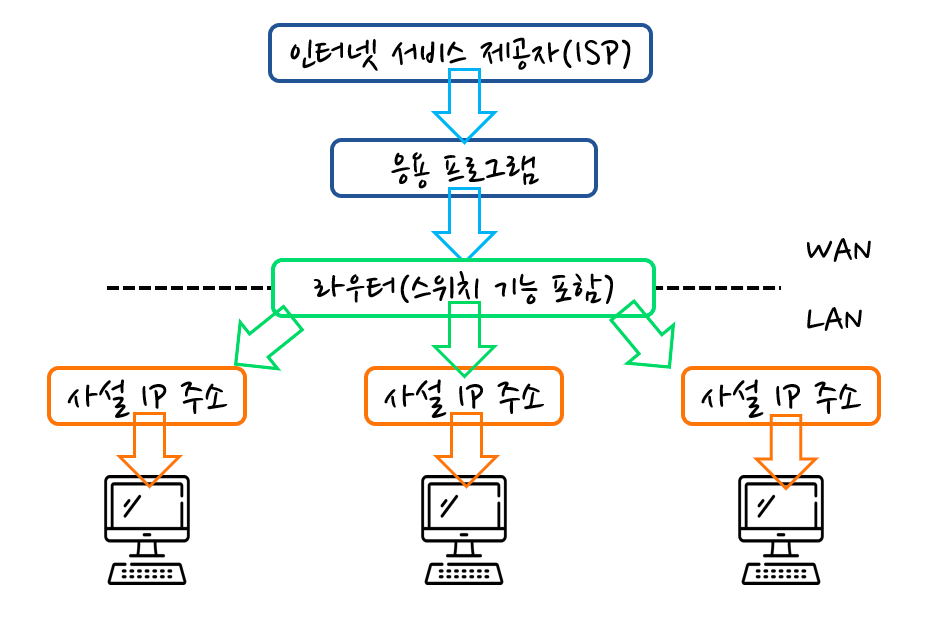 인터넷 서비스 제공자(ISP)
응용 프로그램
WAN
라우터(스위치 기능 포함)
LAN
사설 IP 주소
사설 IP 주소
사설 IP 주소